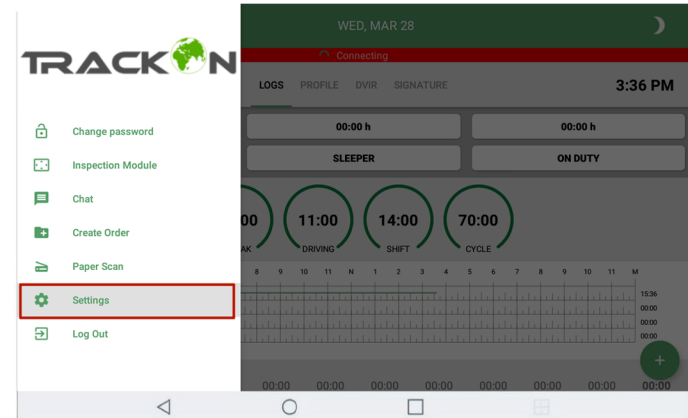 TRACKON
Change password
Inspection Module
Chat
Create Order
Paper Scan
Settings
Log Out
WED, MAR 28
Connecting
LOGS PROFILE DVIR SIGNATURE 3:36 PM
00:00 h 00:00 h
SLEEPER ON DUTY
00 11:00 14:00 70:00
AK DRIVING SHIFT CYCLE
8 9 10 11 N 1 2 3 4 5 6 7 8 9 10 11 M
15:36
00:00
00:00
00:00
+
00:00 00:00 00:00 00:00 00:00 00:00 00:00 00:00